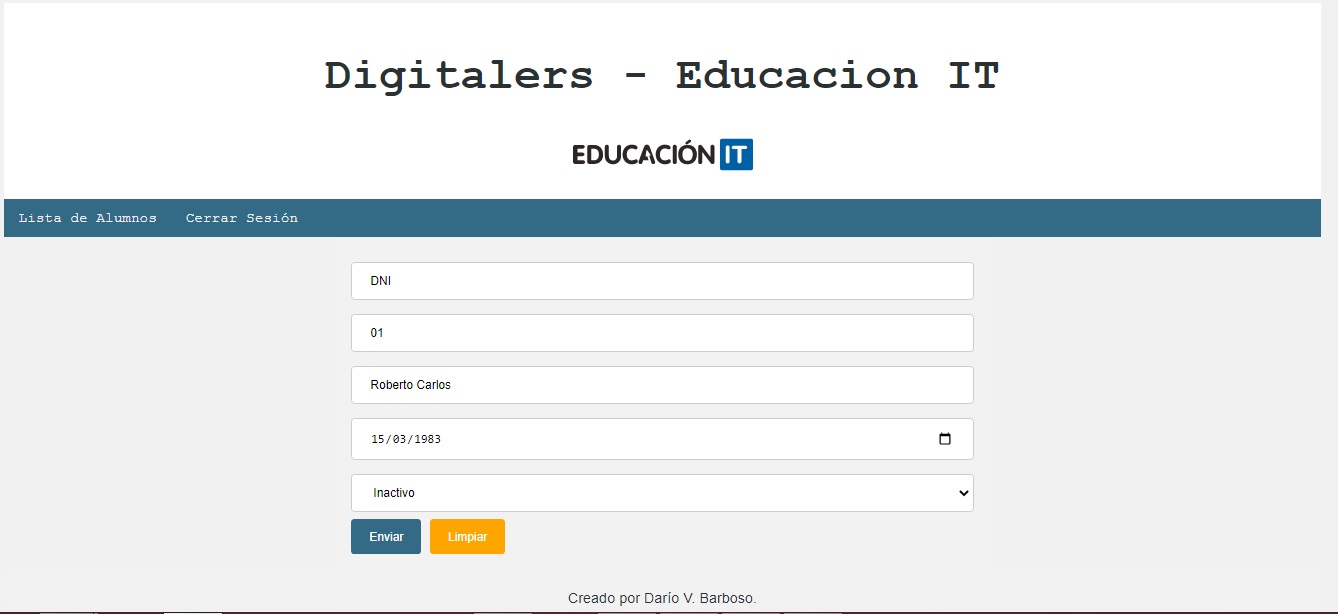 Digitalers - Educacion IT
EDUCACIÓN IT
Lista de Alumnos Cerrar Sesión
DNI
01
Roberto Carlos
15/03/1983
Inactivo
Enviar Limpiar
Creado por Darío V. Barboso.